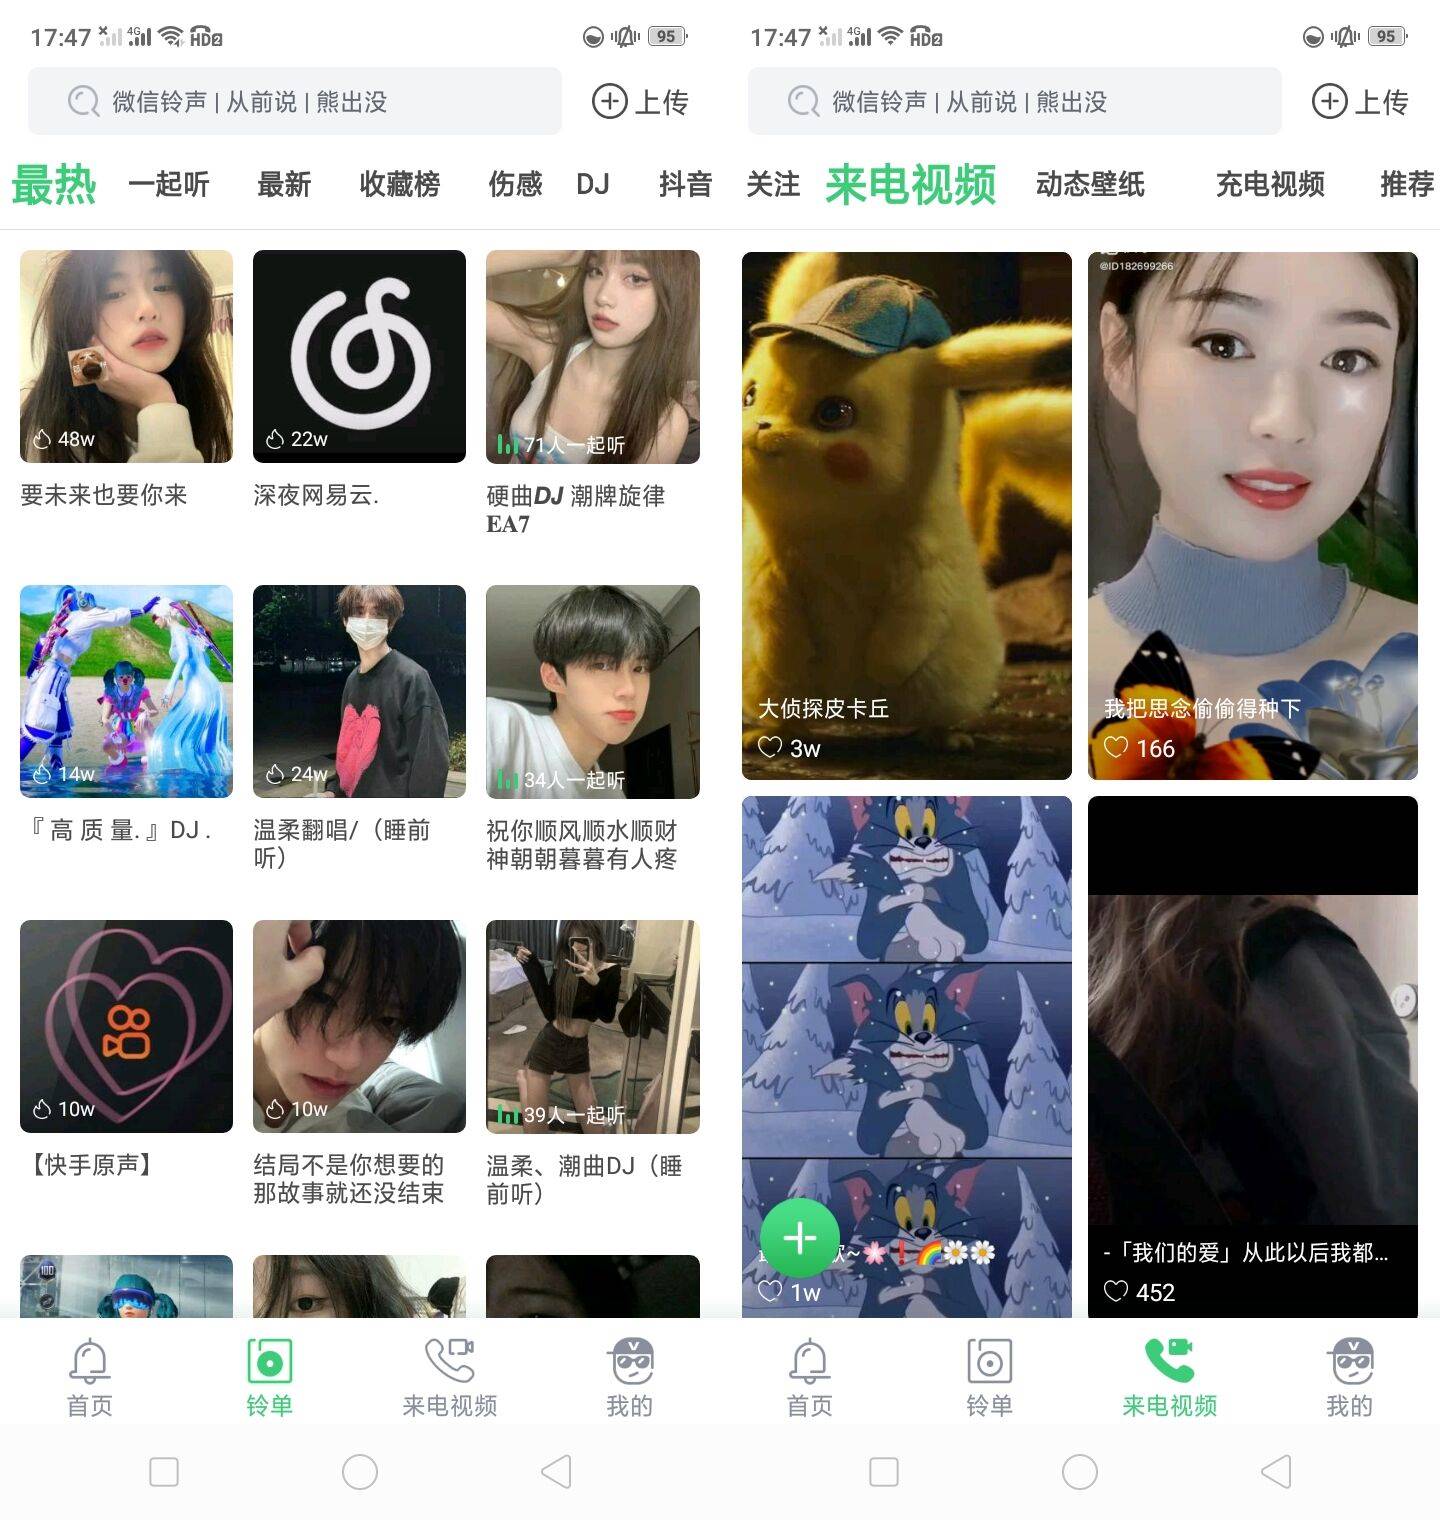 17:47 4G HD2 95
微信铃声 | 从前说 | 熊出没 上传
最热 一起听 最新 收藏榜 伤感 DJ 抖音
48w
22w
71人一起听
要未来也要你来
深夜网易云.
硬曲DJ 潮牌旋律
EA7
14w
24w
34人一起听
『高 质 量. 』DJ .
温柔翻唱/（睡前
听）
祝你顺风顺水顺财
神朝朝暮暮有人疼
10w
10w
39人一起听
【快手原声】
结局不是你想要的
那故事就还没结束
温柔、潮曲DJ（睡
前听）
100
首页 铃单 来电视频 我的
17:47 4G HD2 95
微信铃声 | 从前说 | 熊出没 上传
关注 来电视频 动态壁纸 充电视频 推荐
@ID182699266
大侦探皮卡丘
3w
我把思念偷偷得种下
166
~🌸❗🌈🌼🌼
1w
-「我们的爱」从此以后我都...
452
首页 铃单 来电视频 我的